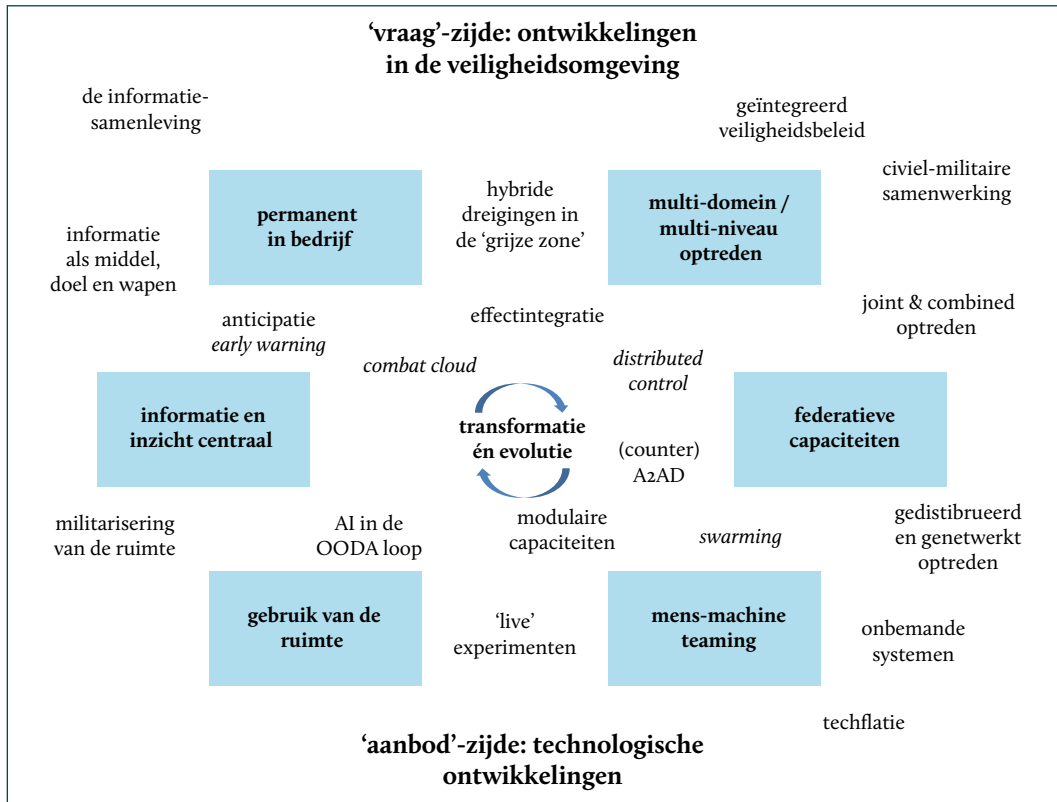 ‘vraag’-zijde: ontwikkelingen
in de veiligheidsomgeving
de informatie-
samenleving
geïntegreerd
veiligheidsbeleid
civiel-militaire
samenwerking
permanent
in bedrijf
hybride
dreigingen in
de ‘grijze zone’
multi-domein /
multi-niveau
optreden
informatie
als middel,
doel en wapen
anticipatie
early warning
effectintegratie
joint & combined
optreden
combat cloud
distributed
control
informatie en
inzicht centraal
transformatie
én evolutie
(counter)
A2AD
federatieve
capaciteiten
militarisering
van de ruimte
AI in de
OODA loop
modulaire
capaciteiten
swarming
gedistibrueerd
en genetwerkt
optreden
gebruik van de
ruimte
‘live’
experimenten
mens-machine
teaming
onbemande
systemen
techflatie
‘aanbod’-zijde: technologische
ontwikkelingen